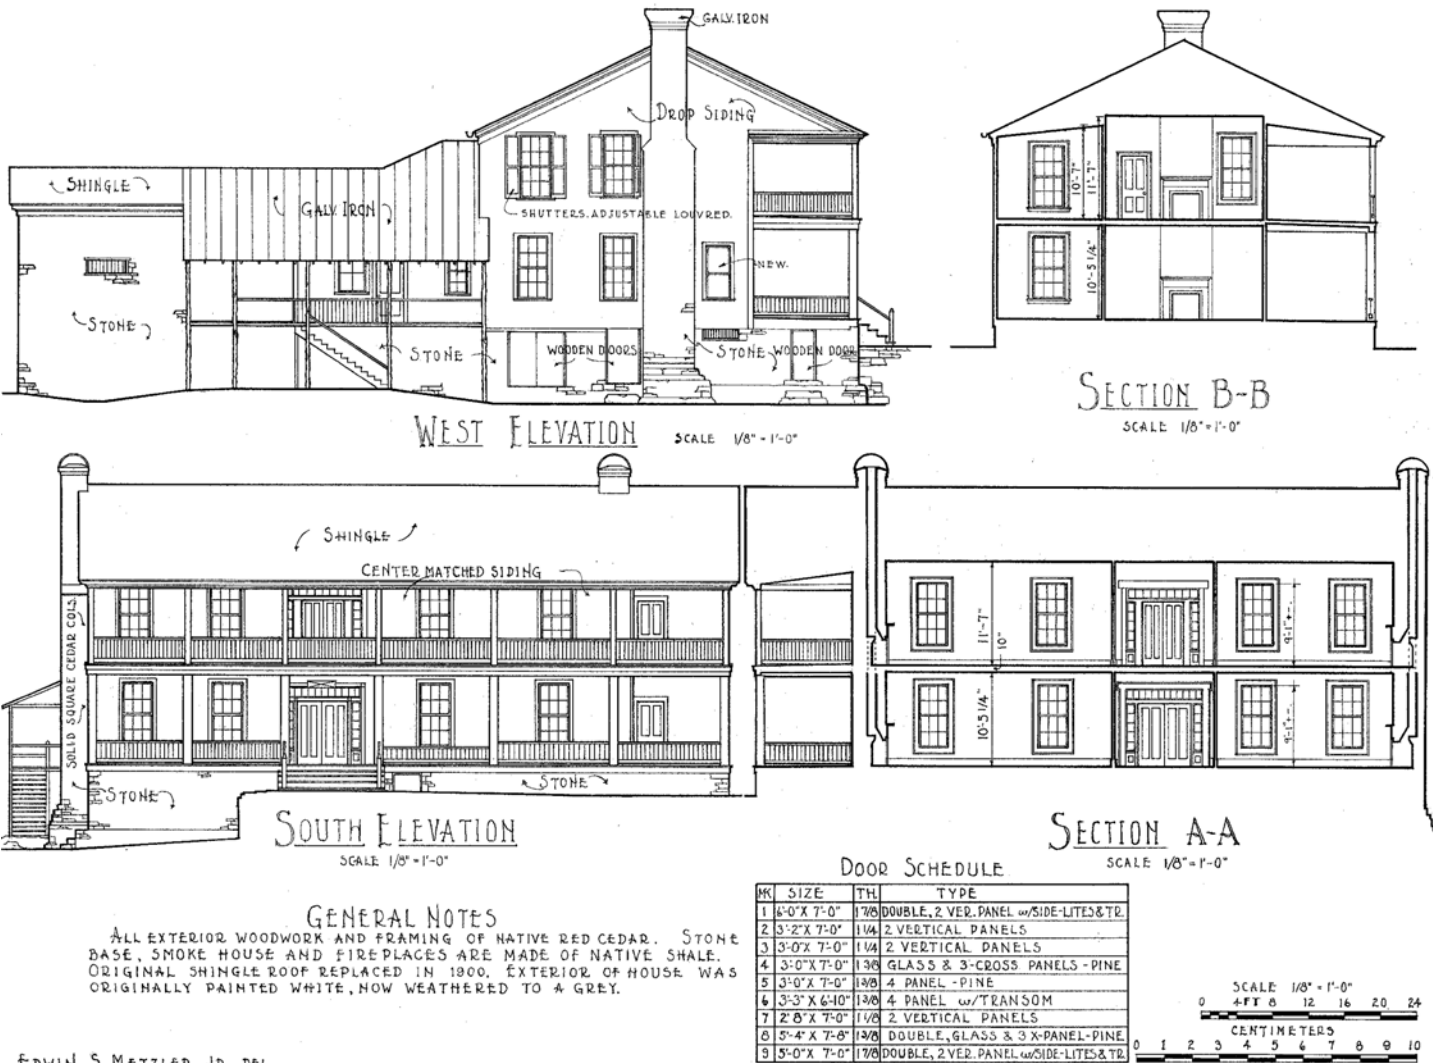 GALV. IRON
DROP SIDING
SHINGLE
GALV. IRON
SHUTTERS. ADJUSTABLE LOUVRED.
NEW.
STONE
STONE
WOODEN DOORS
STONE
WOODEN DOOR
WEST ELEVATION
SCALE 1/8" = 1'-0"
10'-7"
11'-7"
10'-5 1/4"
SECTION B-B
SCALE 1/8" = 1'-0"
SHINGLE
CENTER MATCHED SIDING
SOLID SQUARE CEDAR COLS.
STONE
STONE
SOUTH ELEVATION
SCALE 1/8" = 1'-0"
11'-7"
10"
9'-1" + -.
10'-5 1/4"
9'-1" + -.
SECTION A-A
SCALE 1/8" = 1'-0"
GENERAL NOTES
ALL EXTERIOR WOODWORK AND FRAMING OF NATIVE RED CEDAR. STONE
BASE, SMOKE HOUSE AND FIREPLACES ARE MADE OF NATIVE SHALE.
ORIGINAL SHINGLE ROOF REPLACED IN 1900. EXTERIOR OF HOUSE WAS
ORIGINALLY PAINTED WHITE, NOW WEATHERED TO A GREY.
DOOR SCHEDULE
MK SIZE TH. TYPE
1 6'-0" X 7'-0" 1 7/8 DOUBLE, 2 VER. PANEL w/SIDE-LITES & TR.
2 3'-2" X 7'-0" 1 1/4 2 VERTICAL PANELS
3 3'-0" X 7'-0" 1 1/4 2 VERTICAL PANELS
4 3'-0" X 7'-0" 1 3/8 GLASS & 3-CROSS PANELS - PINE
5 3'-0" X 7'-0" 1 3/8 4 PANEL - PINE
6 3'-3" X 6'-10" 1 3/8 4 PANEL w/TRANSOM
7 2'8" X 7'-0" 1 1/8 2 VERTICAL PANELS
8 5'-4" X 7'-8" 1 3/8 DOUBLE, GLASS & 3 X-PANEL-PINE
9 5'-0" X 7'-0" 1 7/8 DOUBLE, 2 VER. PANEL w/SIDE-LITES & TR
SCALE 1/8" = 1'-0"
0 4FT 8 12 16 20 24
CENTIMETERS
0 1 2 3 4 5 6 7 8 9 10
EDWIN S. METTLER, JR. DEL.